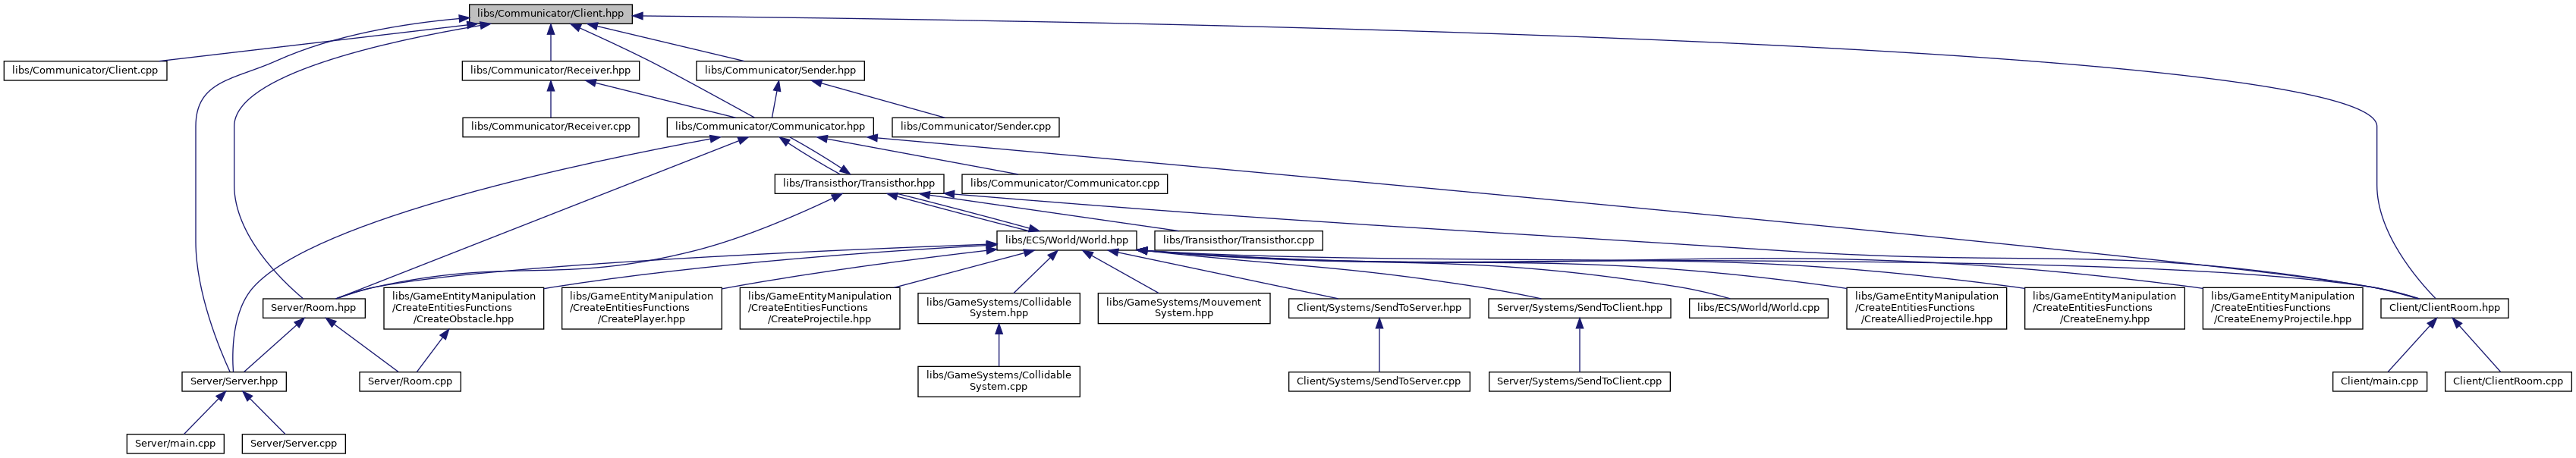 libs/Communicator/Client.hpp
libs/Communicator/Client.cpp
libs/Communicator/Receiver.hpp
libs/Communicator/Sender.hpp
libs/Communicator/Receiver.cpp
libs/Communicator/Communicator.hpp
libs/Communicator/Sender.cpp
libs/Transisthor/Transisthor.hpp
libs/Communicator/Communicator.cpp
libs/ECS/World/World.hpp
libs/Transisthor/Transisthor.cpp
Server/Room.hpp
libs/GameEntityManipulation
/CreateEntitiesFunctions
/CreateObstacle.hpp
libs/GameEntityManipulation
/CreateEntitiesFunctions
/CreatePlayer.hpp
libs/GameEntityManipulation
/CreateEntitiesFunctions
/CreateProjectile.hpp
libs/GameSystems/Collidable
System.hpp
libs/GameSystems/Mouvement
System.hpp
Client/Systems/SendToServer.hpp
Server/Systems/SendToClient.hpp
libs/ECS/World/World.cpp
libs/GameEntityManipulation
/CreateEntitiesFunctions
/CreateAlliedProjectile.hpp
libs/GameEntityManipulation
/CreateEntitiesFunctions
/CreateEnemy.hpp
libs/GameEntityManipulation
/CreateEntitiesFunctions
/CreateEnemyProjectile.hpp
Client/ClientRoom.hpp
Server/Server.hpp
Server/Room.cpp
libs/GameSystems/Collidable
System.cpp
Client/Systems/SendToServer.cpp
Server/Systems/SendToClient.cpp
Client/main.cpp
Client/ClientRoom.cpp
Server/main.cpp
Server/Server.cpp